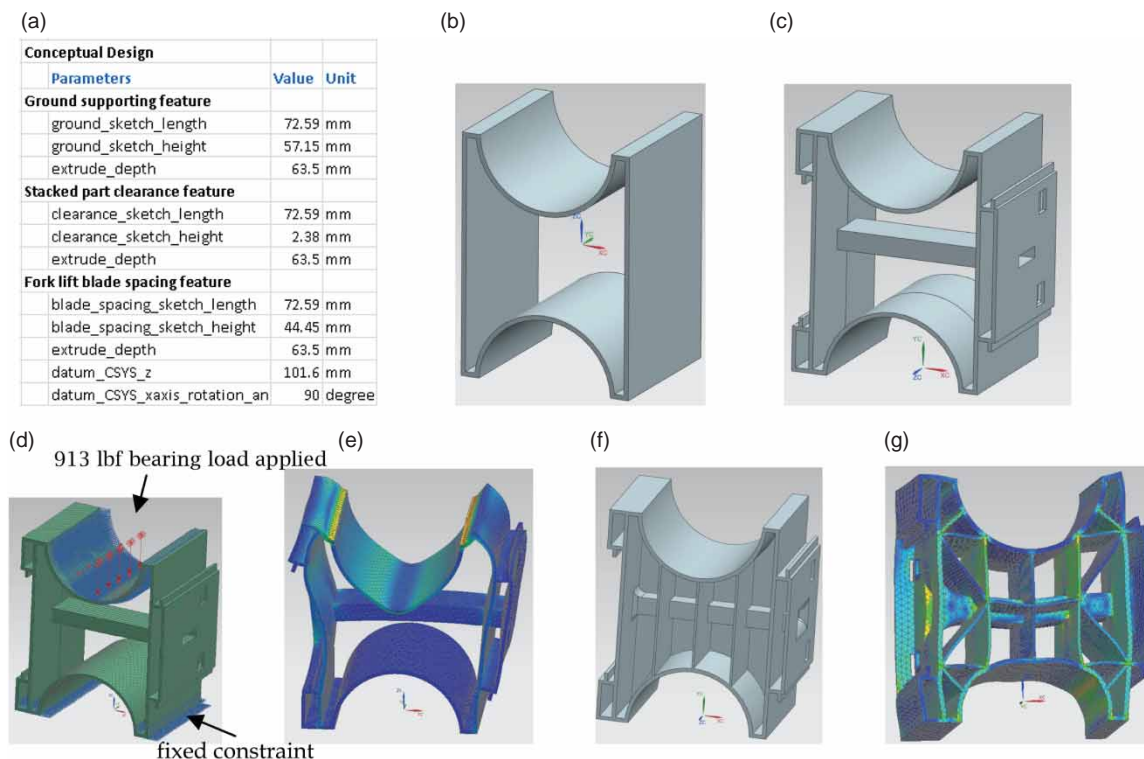 (a)
Conceptual Design
Parameters Value Unit
Ground supporting feature
ground_sketch_length 72.59 mm
ground_sketch_height 57.15 mm
extrude_depth 63.5 mm
Stacked part clearance feature
clearance_sketch_length 72.59 mm
clearance_sketch_height 2.38 mm
extrude_depth 63.5 mm
Fork lift blade spacing feature
blade_spacing_sketch_length 72.59 mm
blade_spacing_sketch_height 44.45 mm
extrude_depth 63.5 mm
datum_CSYS_z 101.6 mm
datum_CSYS_xaxis_rotation_an 90 degree
(b)
(c)
(d)
913 lbf bearing load applied
fixed constraint
(e)
(f)
(g)